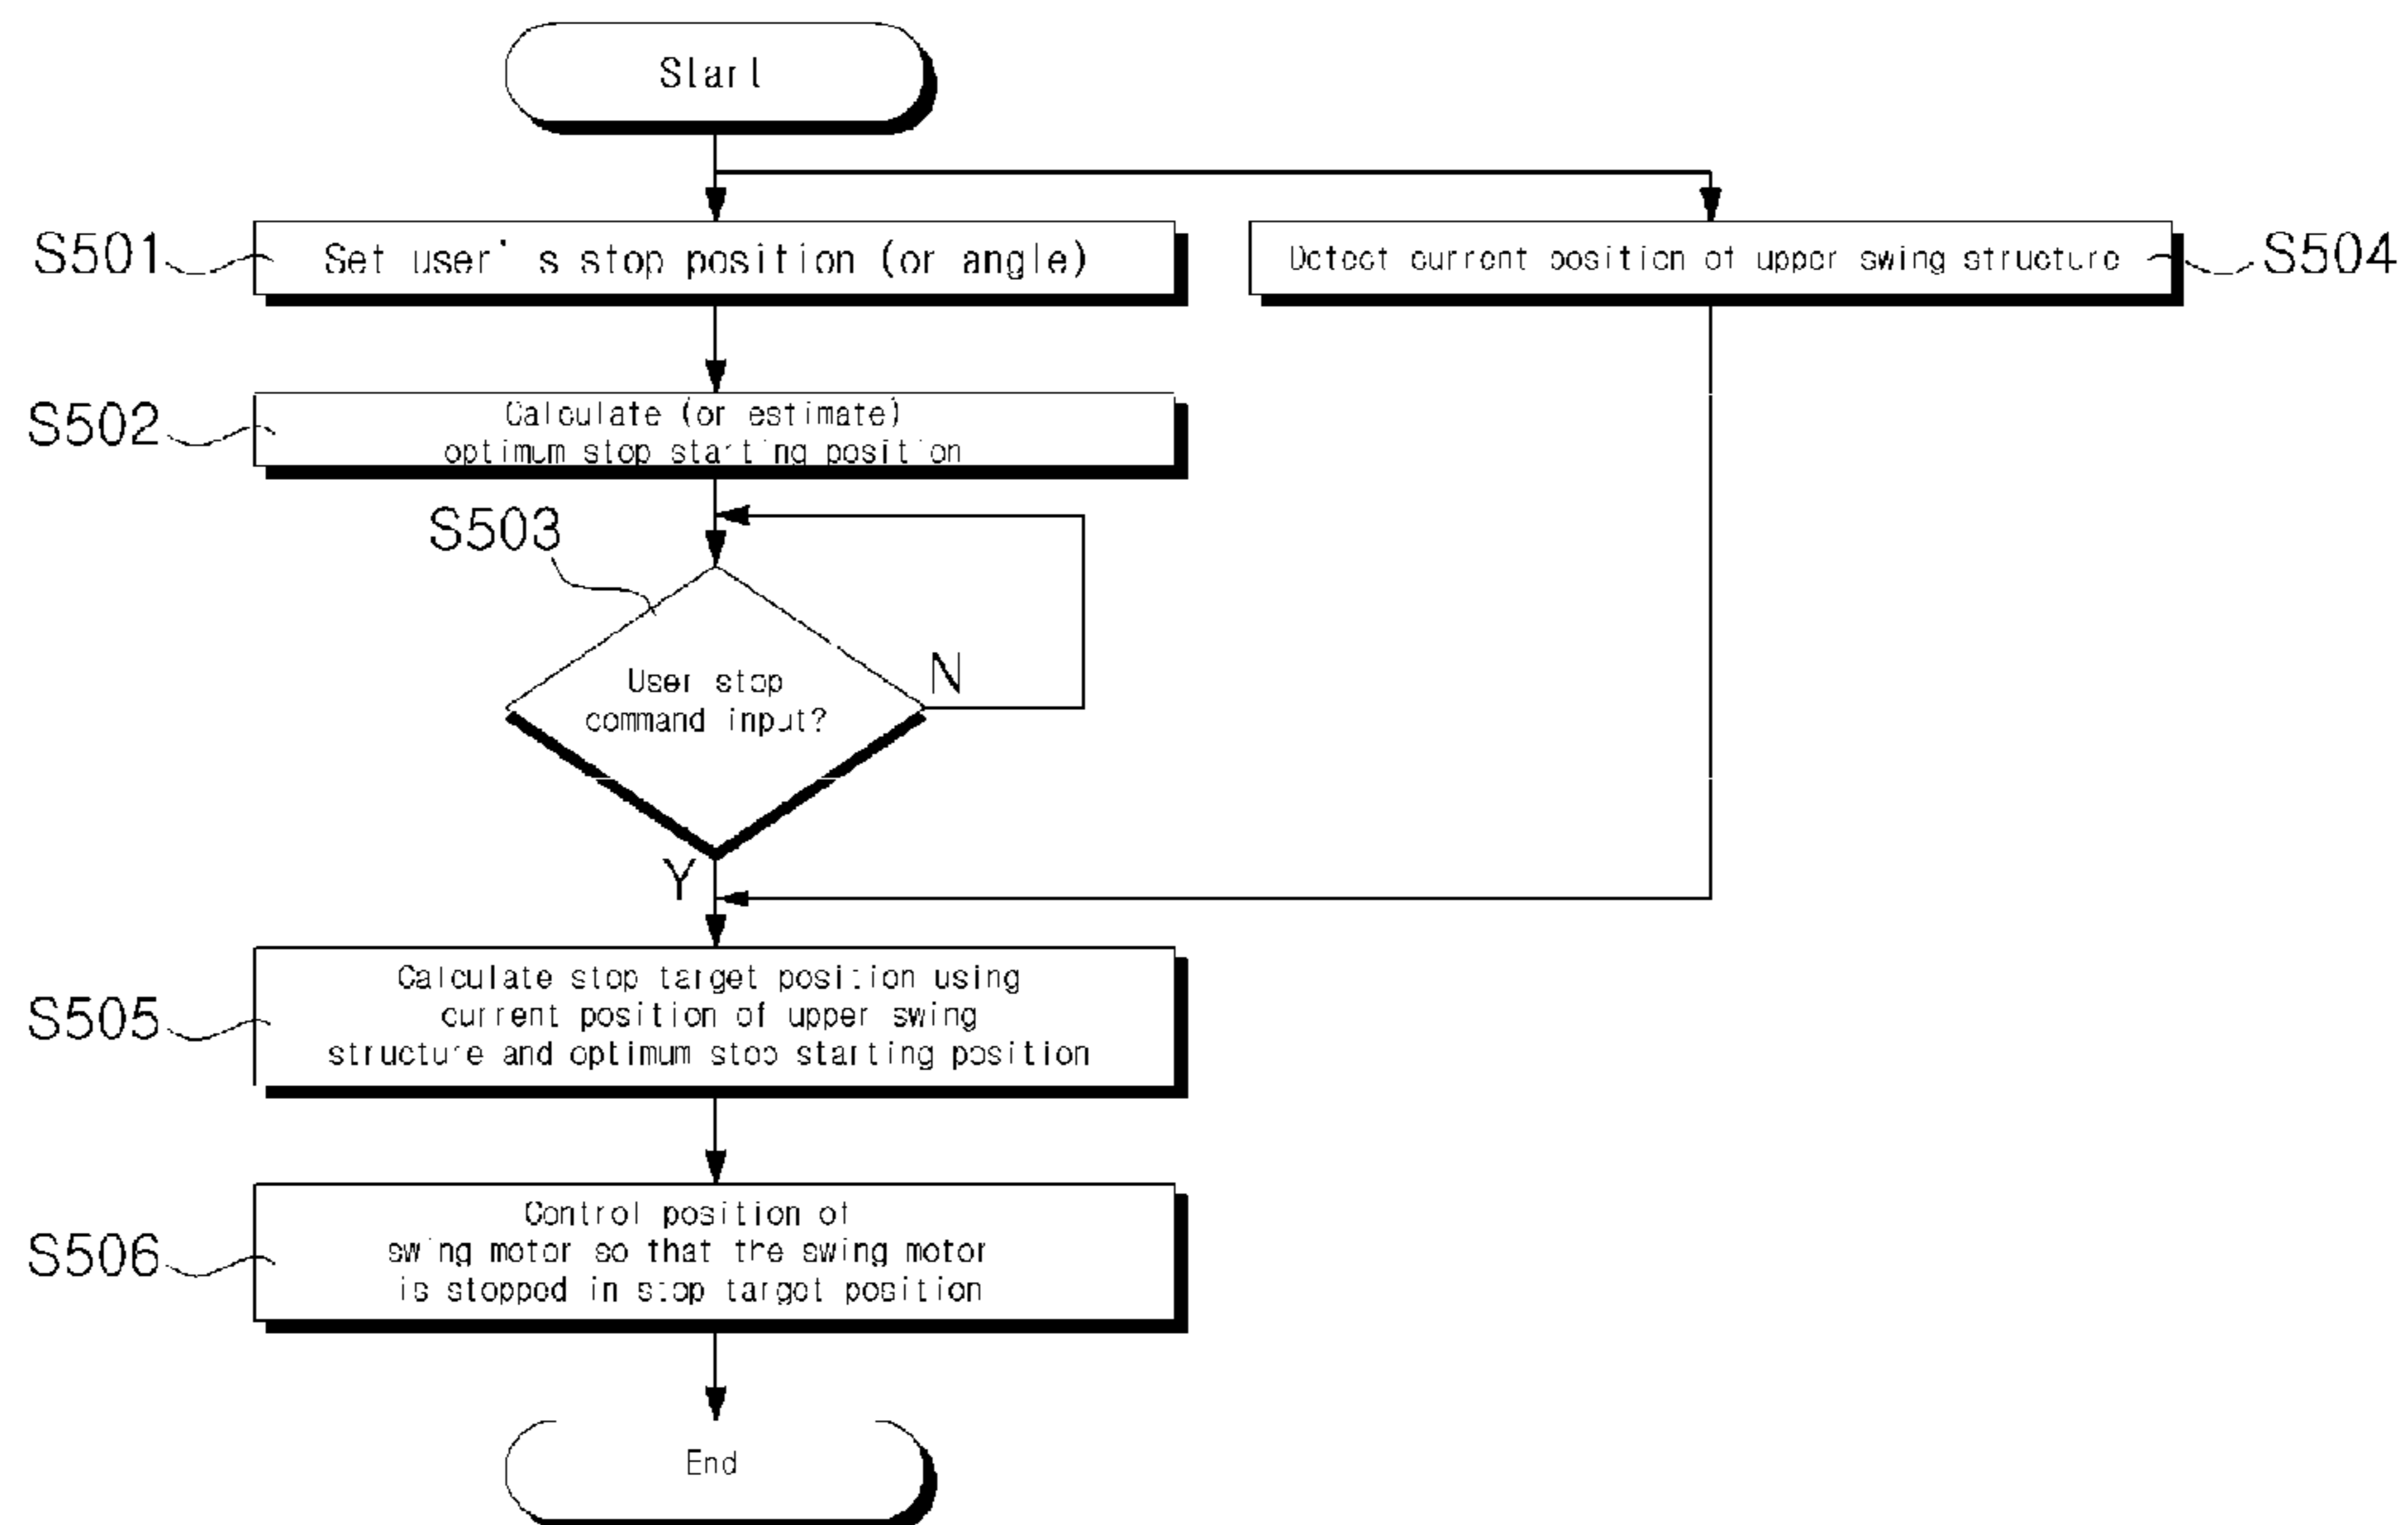 Start
S501
Set user's stop position (or angle)
Detect current position of upper swing structure
S504
S502
Calculate (or estimate)
optimum stop starting position
S503
User stop
command input?
N
Y
S505
Calculate stop target position using
current position of upper swing
structure and optimum stop starting position
S506
Control position of
swing motor so that the swing motor
is stopped in stop target position
End